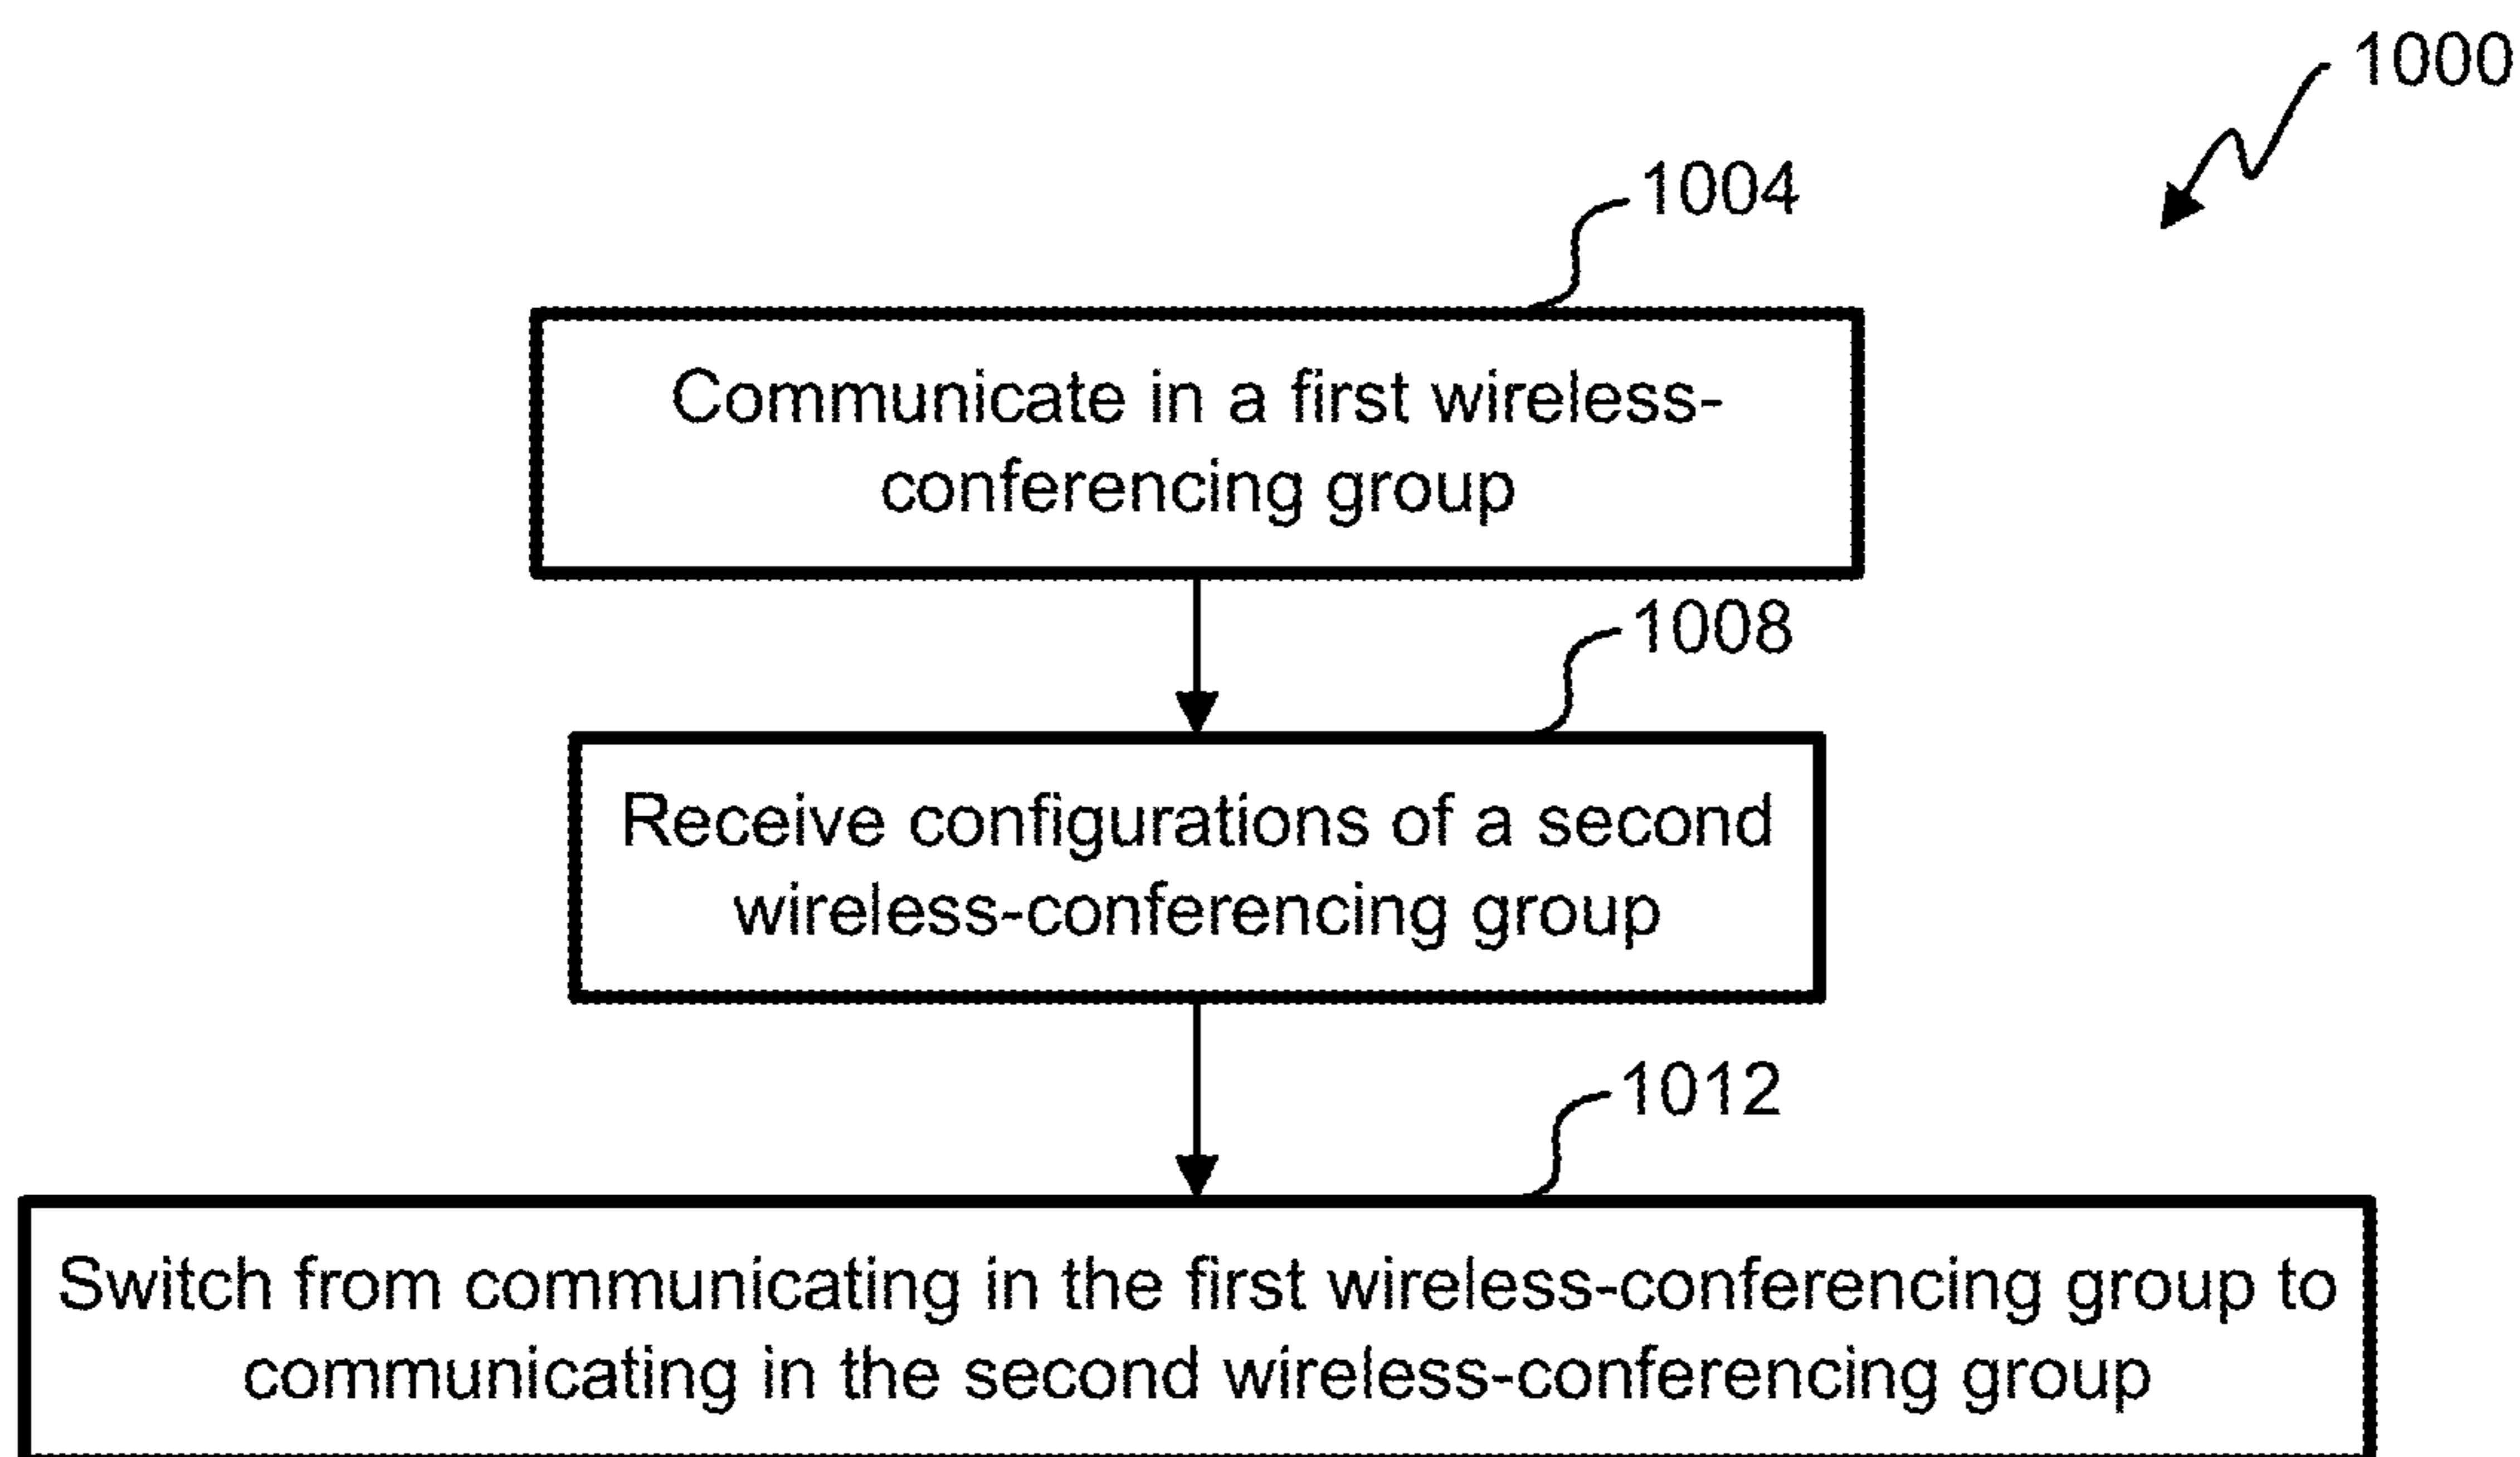 1000
1004
Communicate in a first wireless-
conferencing group
1008
Receive configurations of a second
wireless-conferencing group
1012
Switch from communicating in the first wireless-conferencing group to
communicating in the second wireless-conferencing group